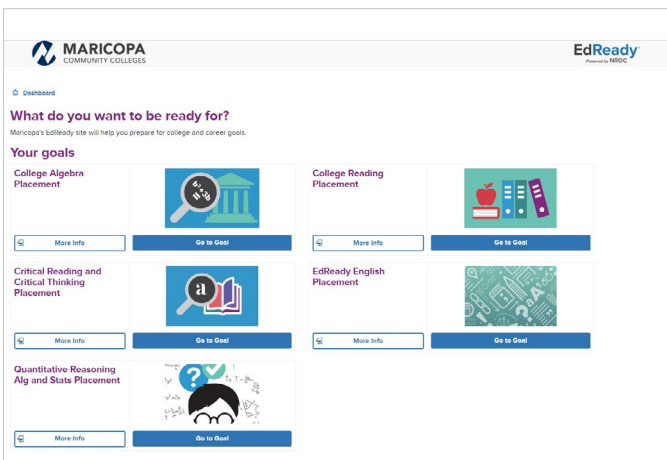 MARICOPA
COMMUNITY COLLEGES
EdReady
Powered by NROC
Dashboard
What do you want to be ready for?
Maricopa's EdReady site will help you prepare for college and career goals.
Your goals
College Algebra
Placement
More Info
Go to Goal
College Reading
Placement
More Info
Go to Goal
Critical Reading and
Critical Thinking
Placement
a
More Info
Go to Goal
EdReady English
Placement
More Info
Go to Goal
Quantitative Reasoning
Alg and Stats Placement
?
More Info
Go to Goal